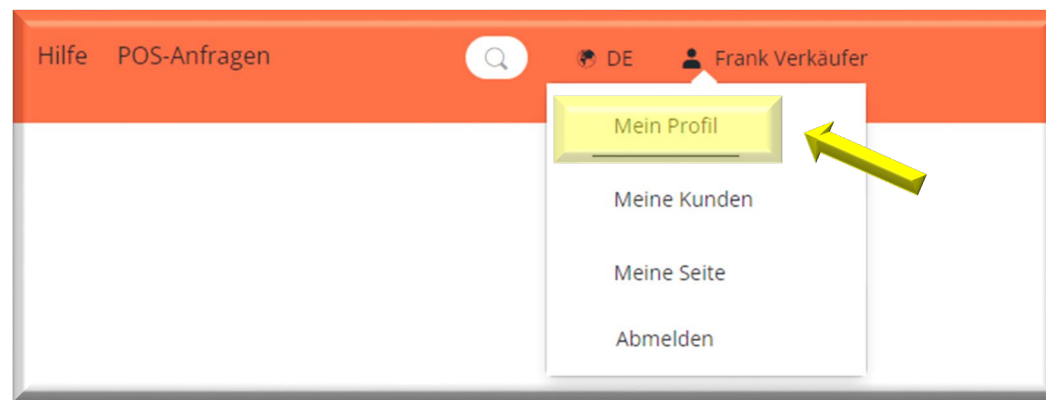 Hilfe POS-Anfragen DE Frank Verkäufer
Mein Profil
Meine Kunden
Meine Seite
Abmelden